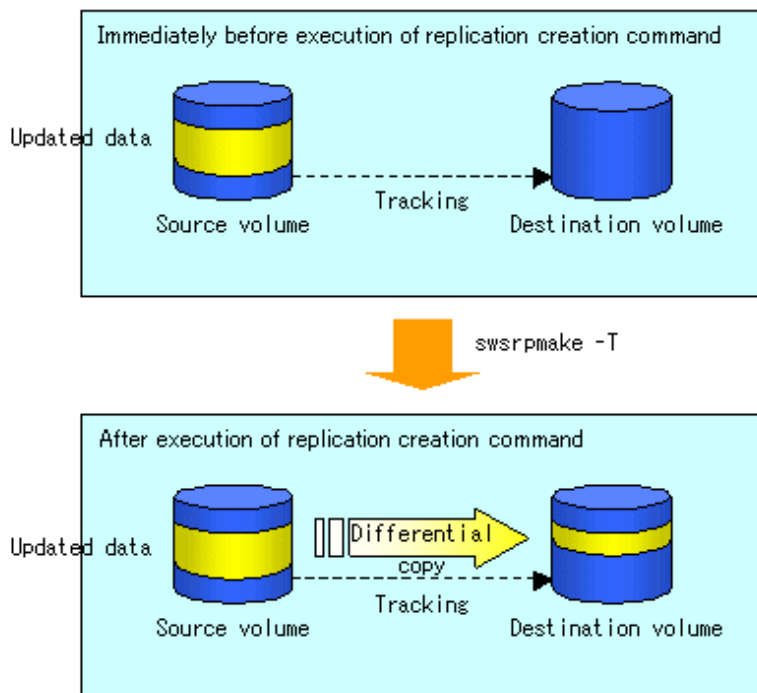 Immediately before execution of replication creation command
Updated data
Tracking
Source volume
Destination volume
swsrpmake -T
After execution of replication creation command
Differential
copy
Updated data
Tracking
Source volume
Destination volume